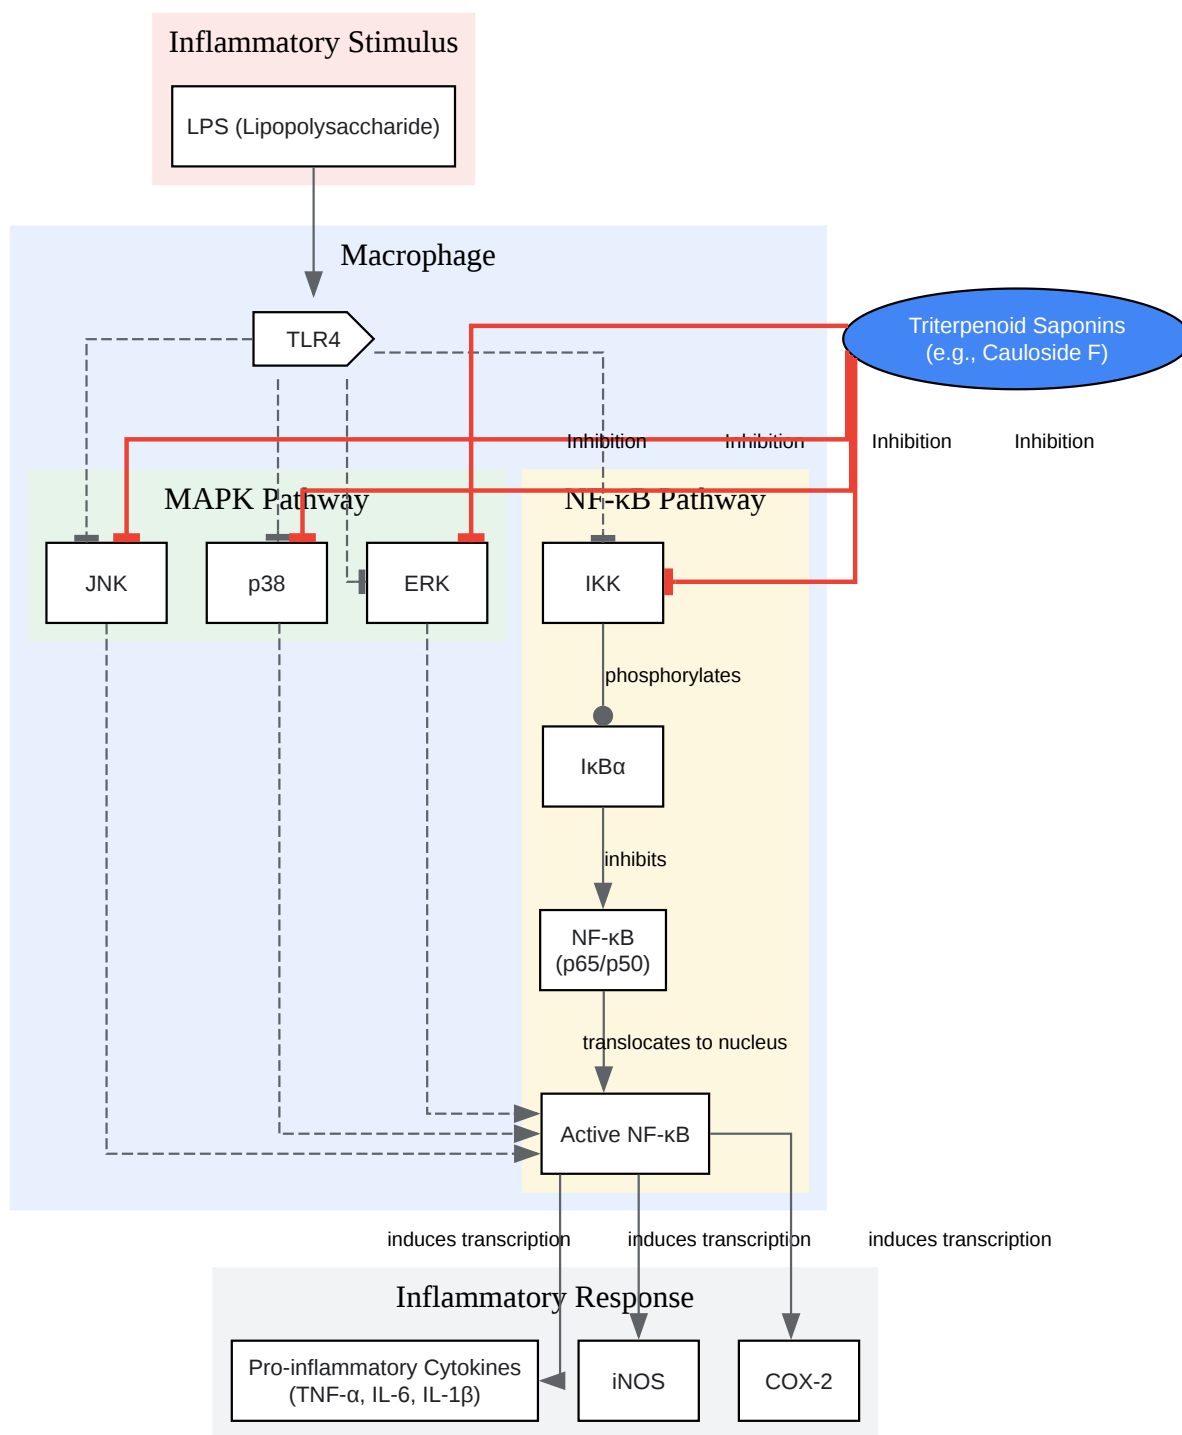 Inflammatory Stimulus
LPS (Lipopolysaccharide)
Macrophage
TLR4
Triterpenoid Saponins
(e.g., Cauloside F)
Inhibition
Inhibition
Inhibition
Inhibition
MAPK Pathway
NF-κB Pathway
JNK
p38
ERK
IKK
phosphorylates
IκBα
inhibits
NF-κB
(p65/p50)
translocates to nucleus
Active NF-κB
induces transcription
induces transcription
induces transcription
Inflammatory Response
Pro-inflammatory Cytokines
(TNF-α, IL-6, IL-1β)
iNOS
COX-2